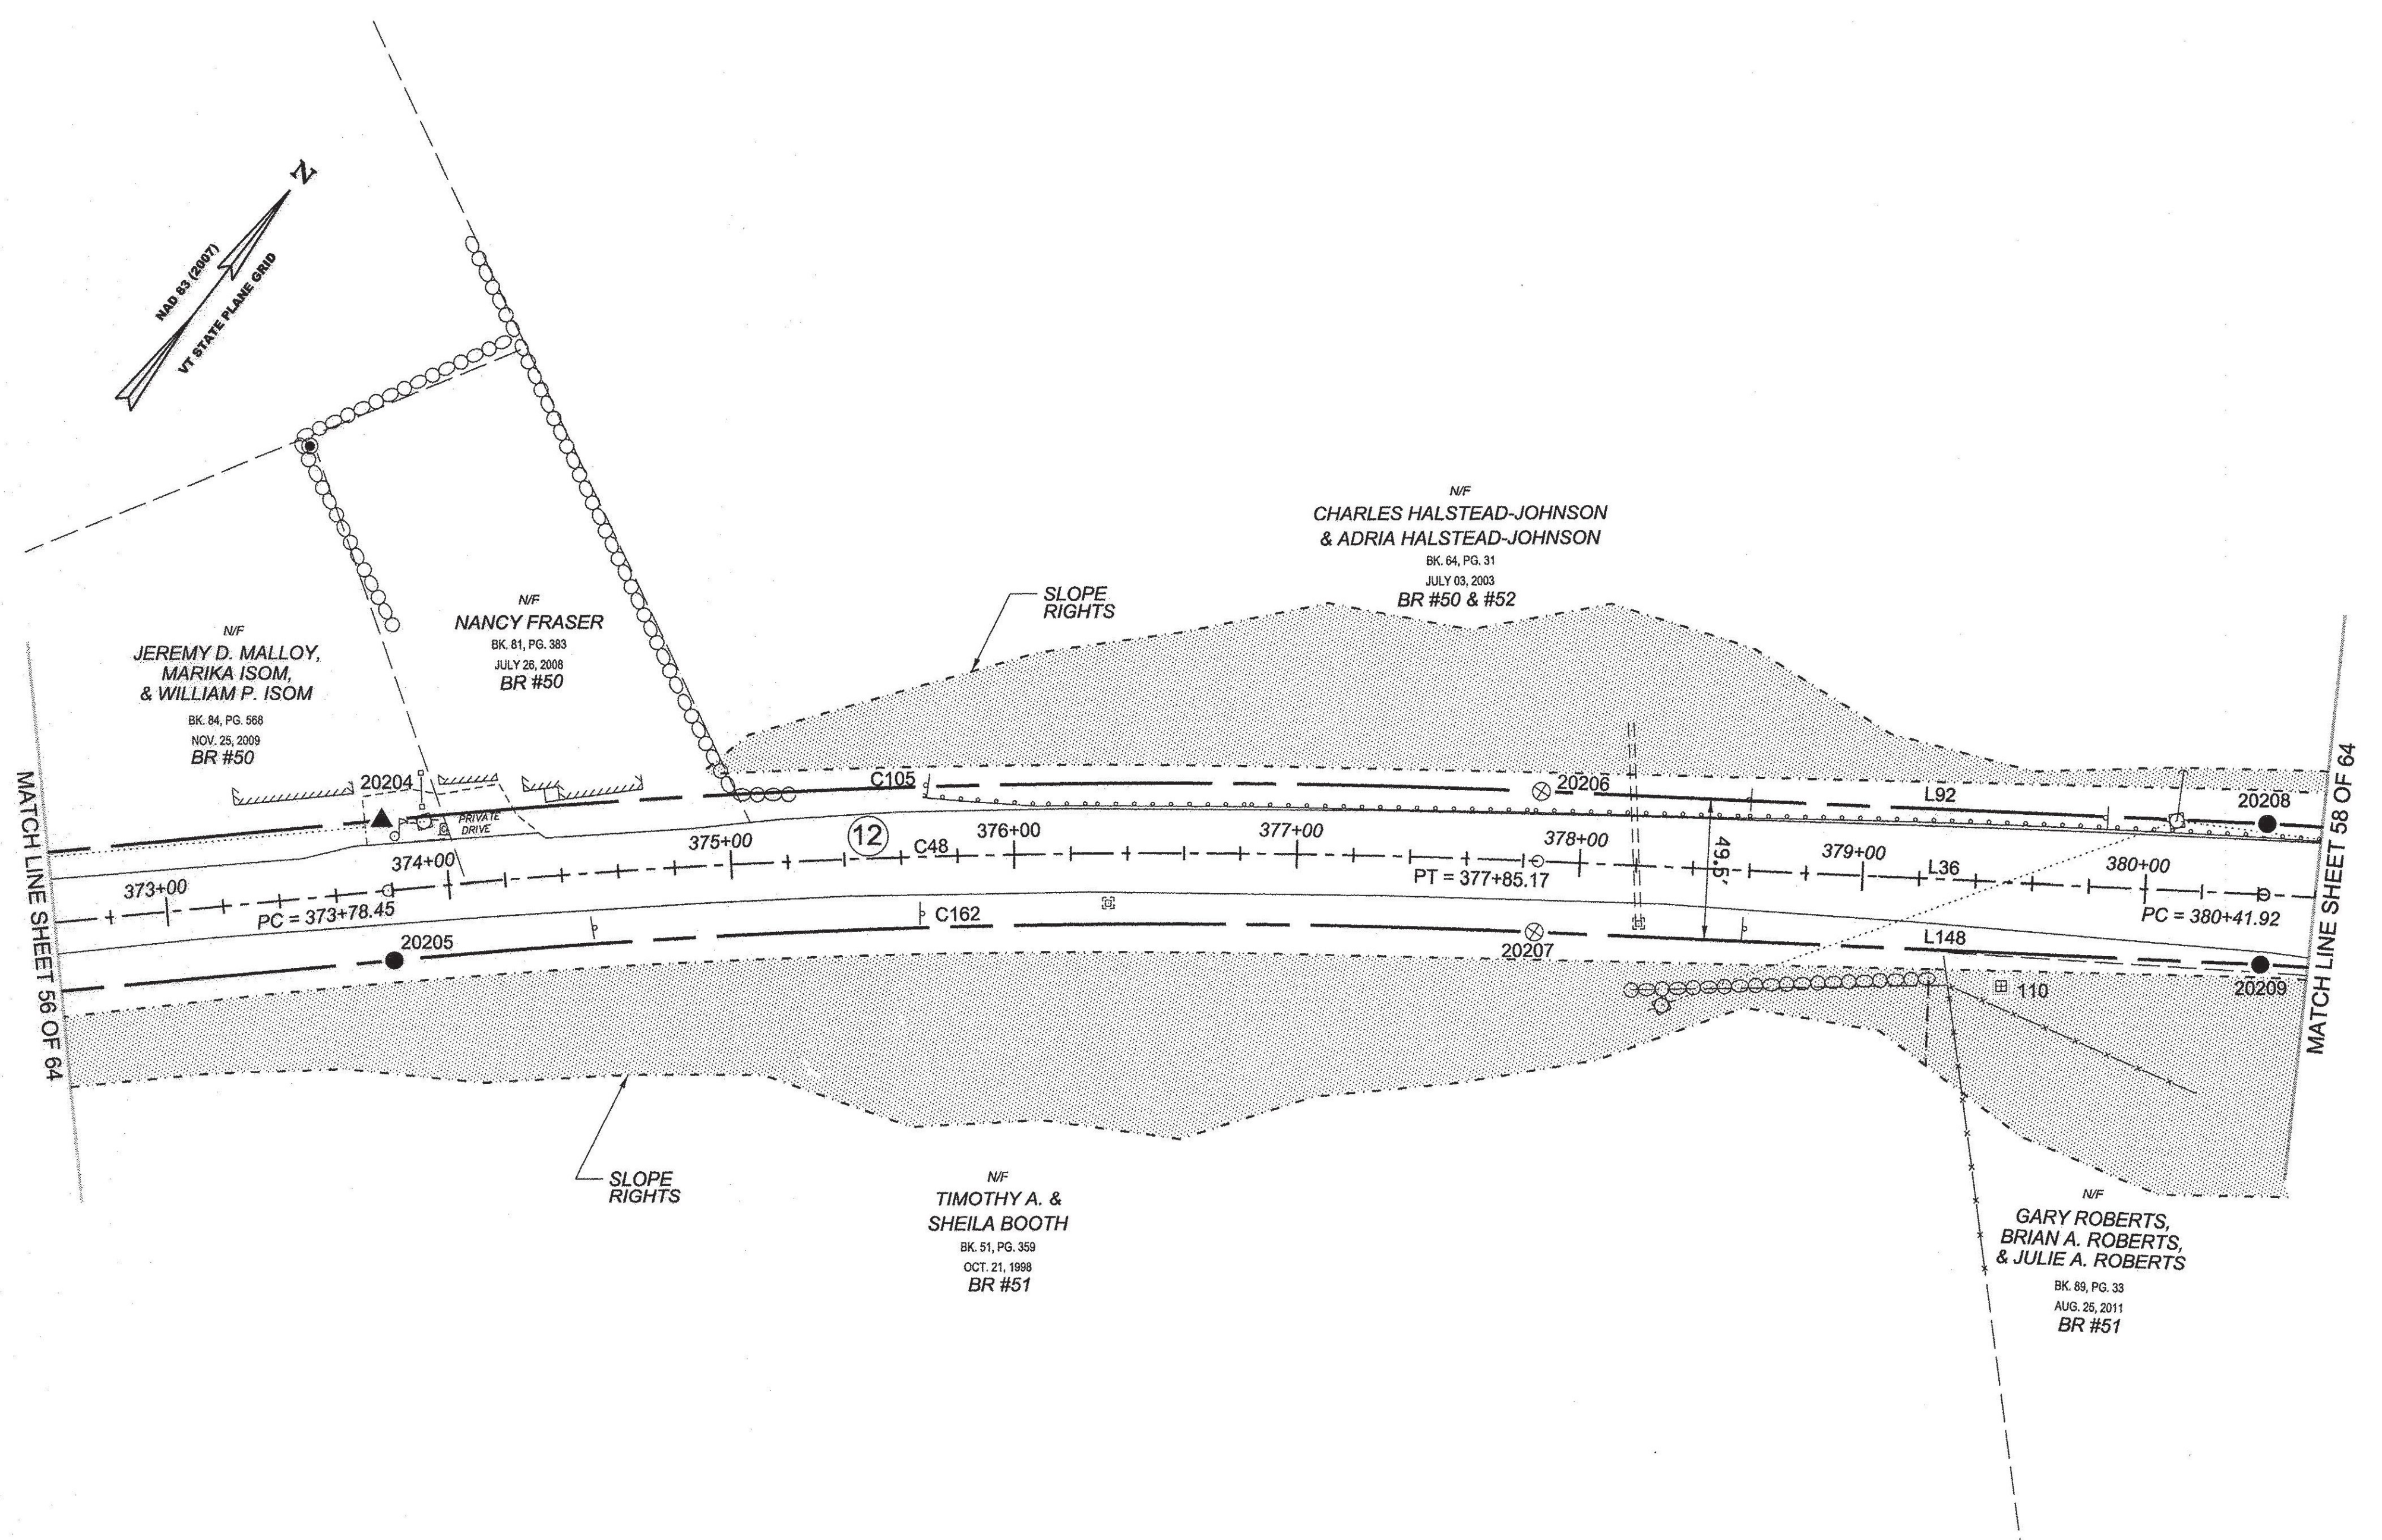 N
NAD 83 (2007)
VT STATE PLANE GRID
N/F
CHARLES HALSTEAD-JOHNSON
& ADRIA HALSTEAD-JOHNSON
BK. 64, PG. 31
JULY 03, 2003
BR #50 & #52
SLOPE
RIGHTS
N/F
NANCY FRASER
BK. 81, PG. 383
JULY 26, 2008
BR #50
N/F
JEREMY D. MALLOY,
MARIKA ISOM,
& WILLIAM P. ISOM
BK. 84, PG. 568
NOV. 25, 2009
BR #50
MATCH LINE SHEET 56 OF 64
MATCH LINE SHEET 58 OF 64
20204
C105
20206
L92
20208
PRIVATE
DRIVE
12
373+00
374+00
375+00
376+00
377+00
378+00
379+00
380+00
C48
L36
49.5'
PC = 373+78.45
PT = 377+85.17
PC = 380+41.92
20205
C162
20207
L148
20209
110
SLOPE
RIGHTS
N/F
TIMOTHY A. &
SHEILA BOOTH
BK. 51, PG. 359
OCT. 21, 1998
BR #51
N/F
GARY ROBERTS,
BRIAN A. ROBERTS,
& JULIE A. ROBERTS
BK. 89, PG. 33
AUG. 25, 2011
BR #51